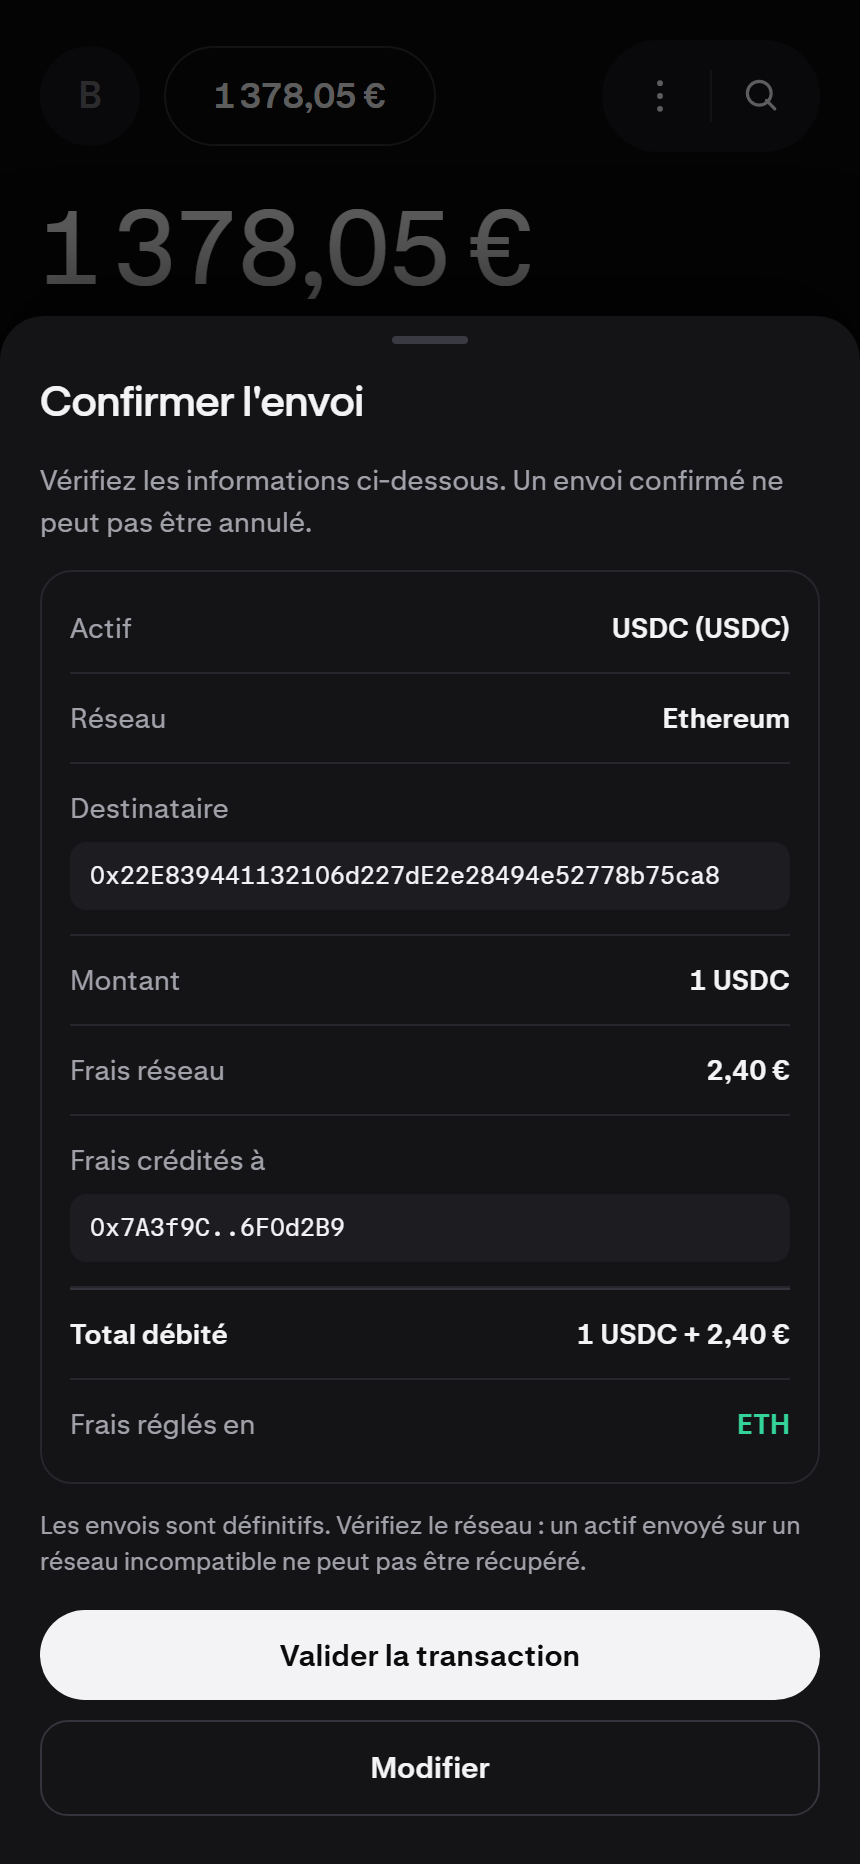 B
1 378,05 €
1 378,05 €
Confirmer l'envoi
Vérifiez les informations ci-dessous. Un envoi confirmé ne
peut pas être annulé.
Actif USDC (USDC)
Réseau Ethereum
Destinataire
0x22E839441132106d227dE2e28494e52778b75ca8
Montant 1 USDC
Frais réseau 2,40 €
Frais crédités à
0x7A3f9C..6F0d2B9
Total débité 1 USDC + 2,40 €
Frais réglés en ETH
Les envois sont définitifs. Vérifiez le réseau : un actif envoyé sur un
réseau incompatible ne peut pas être récupéré.
Valider la transaction
Modifier